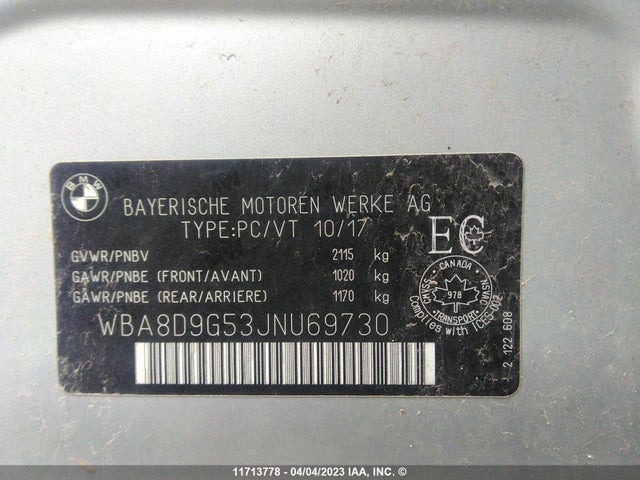 BMW
BAYERISCHE MOTOREN WERKE AG
TYPE:PC/VT 10/17
EC
GVWR/PNBV 2115 kg
GAWR/PNBE (FRONT/AVANT) 1020 kg
GAWR/PNBE (REAR/ARRIERE) 1170 kg
CANADA
978
TRANSPORT
Complies with ICES-002
WBA8D9G53JNU69730
2 122 608
11713778 - 04/04/2023 IAA, Inc. ©